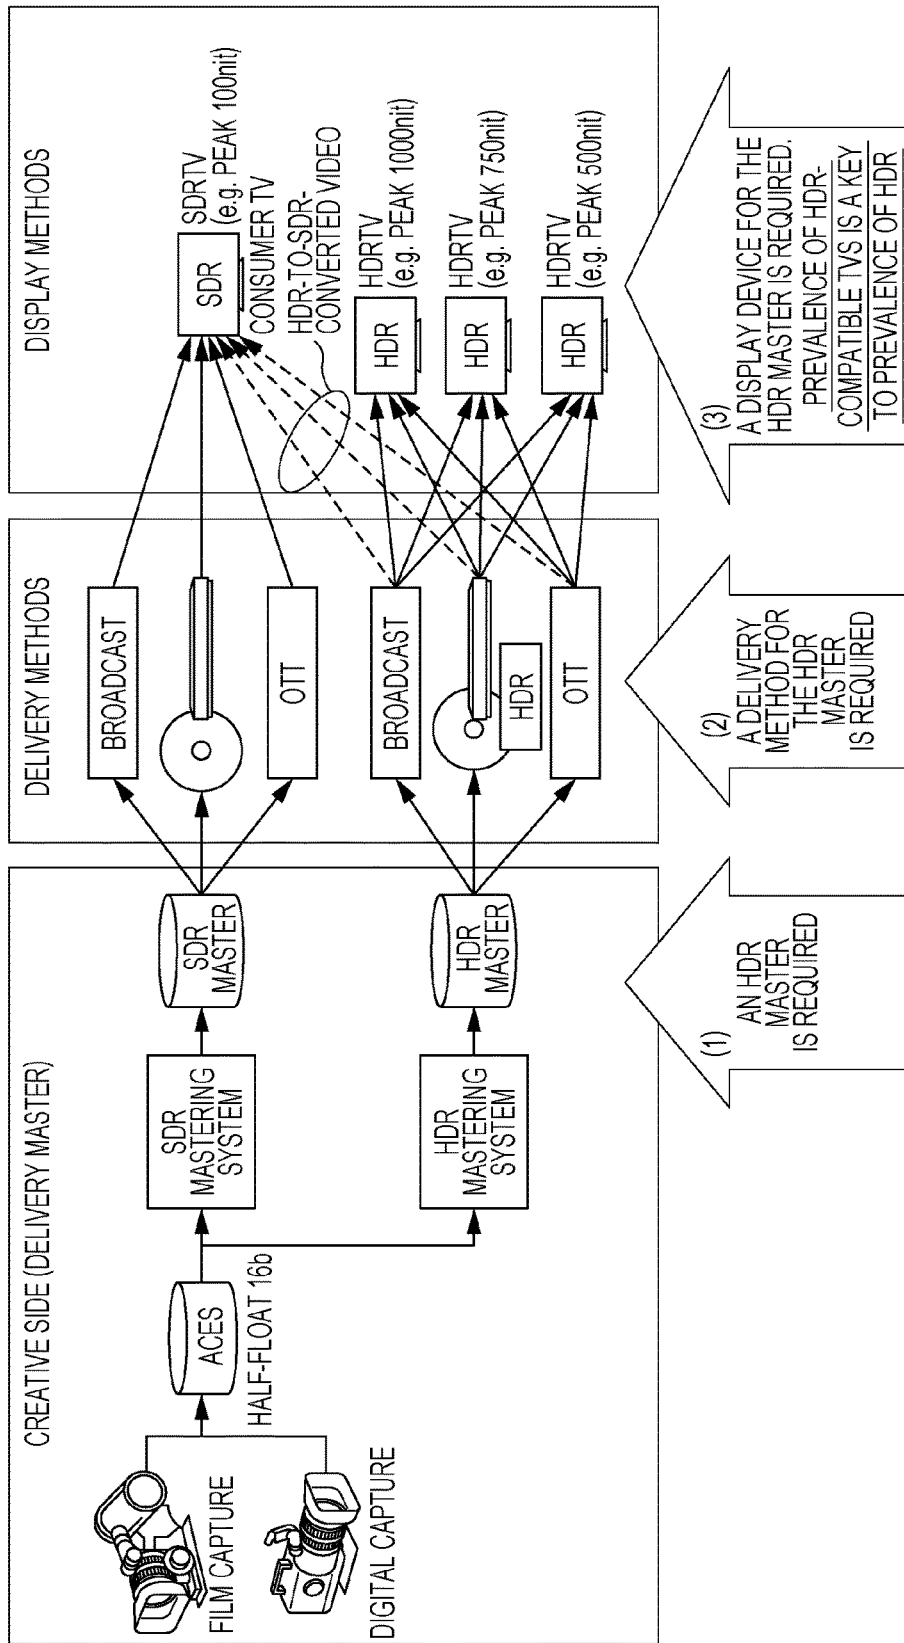 CREATIVE SIDE (DELIVERY MASTER)
FILM CAPTURE
DIGITAL CAPTURE
ACES
HALF-FLOAT 16b
SDR
MASTERING
SYSTEM
HDR
MASTERING
SYSTEM
SDR
MASTER
HDR
MASTER
DELIVERY METHODS
BROADCAST
OTT
BROADCAST
HDR
OTT
DISPLAY METHODS
SDR
SDRTV
(e.g. PEAK 100nit)
CONSUMER TV
HDR-TO-SDR-
CONVERTED VIDEO
HDR
HDRTV
(e.g. PEAK 1000nit)
HDR
HDRTV
(e.g. PEAK 750nit)
HDR
HDRTV
(e.g. PEAK 500nit)
(1)
AN HDR
MASTER
IS REQUIRED
(2)
A DELIVERY
METHOD FOR
THE HDR
MASTER
IS REQUIRED
(3)
A DISPLAY DEVICE FOR THE
HDR MASTER IS REQUIRED.
PREVALENCE OF HDR-
COMPATIBLE TVS IS A KEY
TO PREVALENCE OF HDR